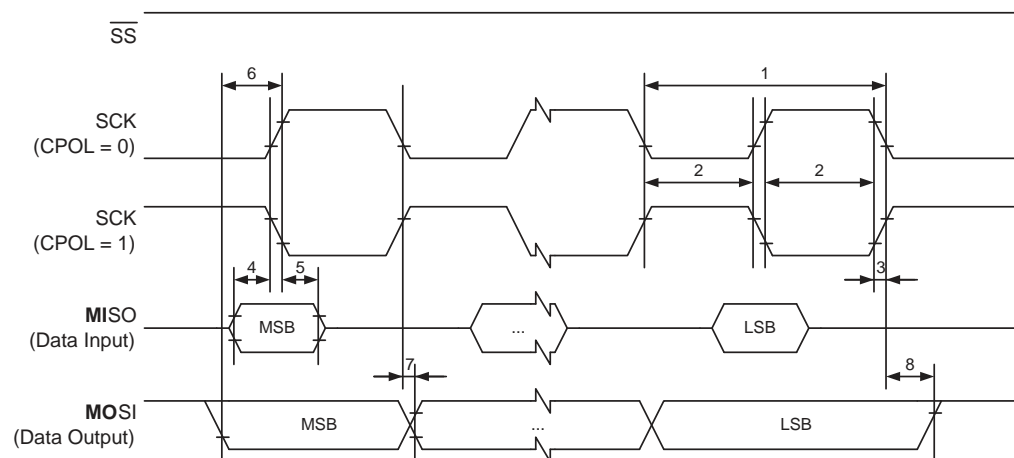 SS
6
1
SCK
(CPOL = 0)
2
2
SCK
(CPOL = 1)
4
5
3
MISO
(Data Input)
MSB
...
LSB
7
8
MOSI
(Data Output)
MSB
...
LSB